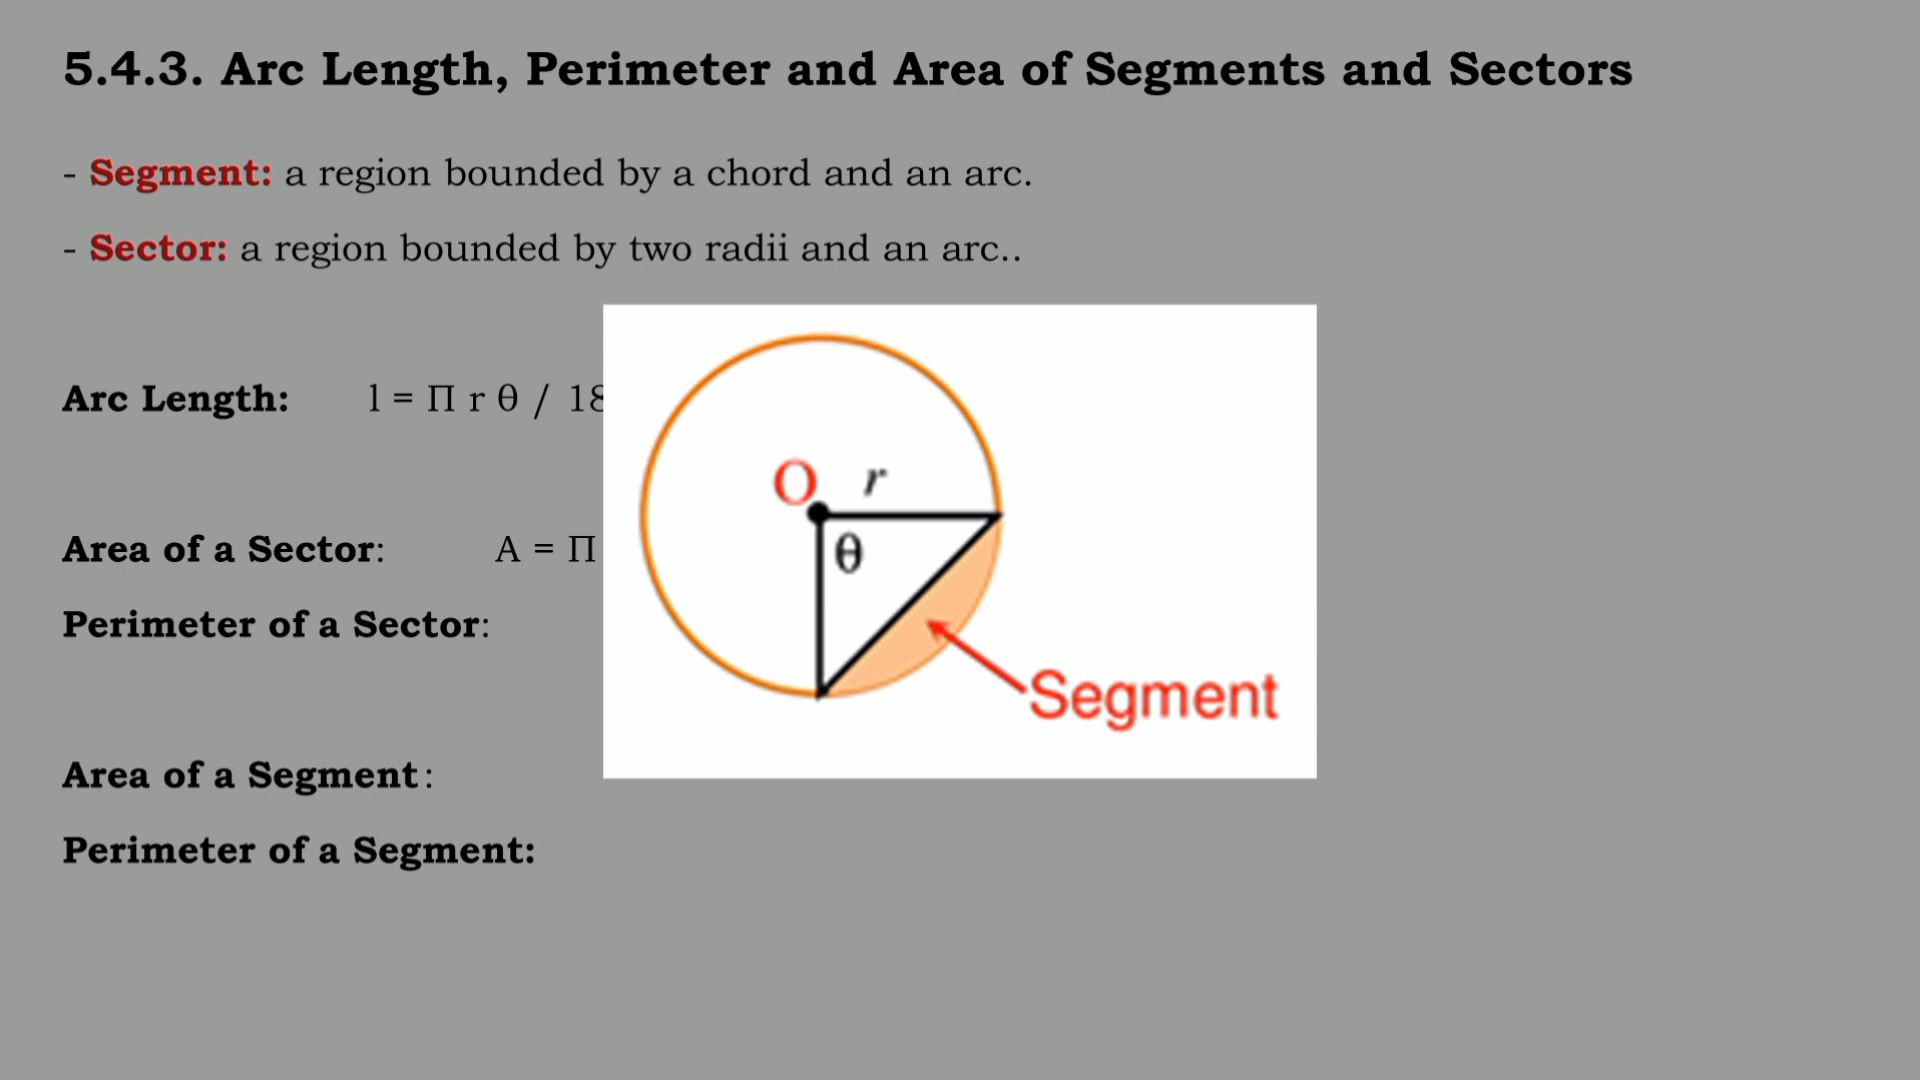 5.4.3. Arc Length, Perimeter and Area of Segments and Sectors
- Segment: a region bounded by a chord and an arc.
- Sector: a region bounded by two radii and an arc..
Arc Length: l = Π r θ / 18
O r
θ
Area of a Sector: A = Π
Perimeter of a Sector:
Segment
Area of a Segment:
Perimeter of a Segment: